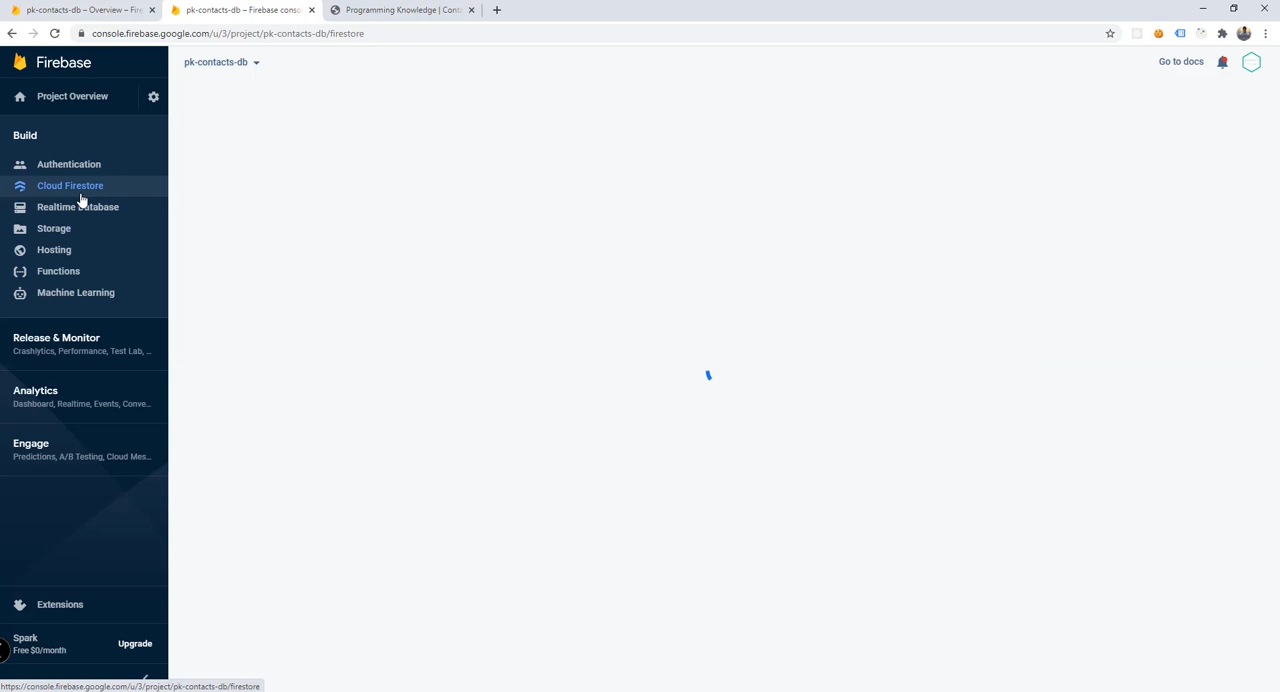 pk-contacts-db – Overview – Fire
pk-contacts-db – Firebase conso
Programming Knowledge | Conta
console.firebase.google.com/u/3/project/pk-contacts-db/firestore
Firebase
pk-contacts-db
Go to docs
Project Overview
Build
Authentication
Cloud Firestore
Realtime Database
Storage
Hosting
Functions
Machine Learning
Release & Monitor
Crashlytics, Performance, Test Lab, ...
Analytics
Dashboard, Realtime, Events, Conve...
Engage
Predictions, A/B Testing, Cloud Mes...
Extensions
Spark
Free $0/month
Upgrade
https://console.firebase.google.com/u/3/project/pk-contacts-db/firestore